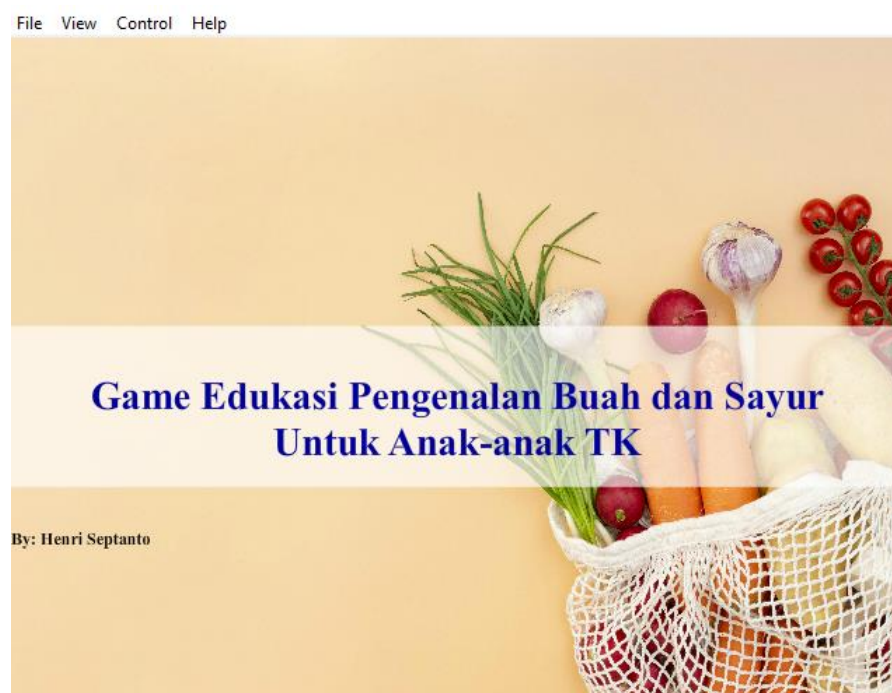 File View Control Help
Game Edukasi Pengenalan Buah dan Sayur
Untuk Anak-anak TK
By: Henri Septanto